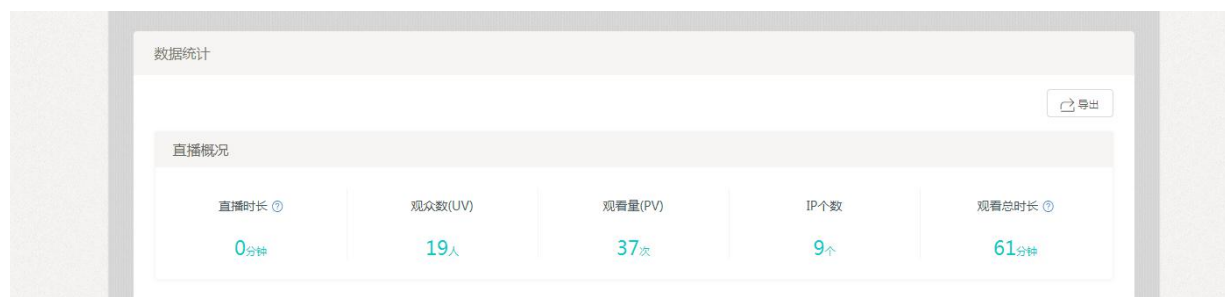 数据统计
导出
直播概况
直播时长 观众数(UV) 观看量(PV) IP个数 观看总时长
0分钟 19人 37次 9个 61分钟